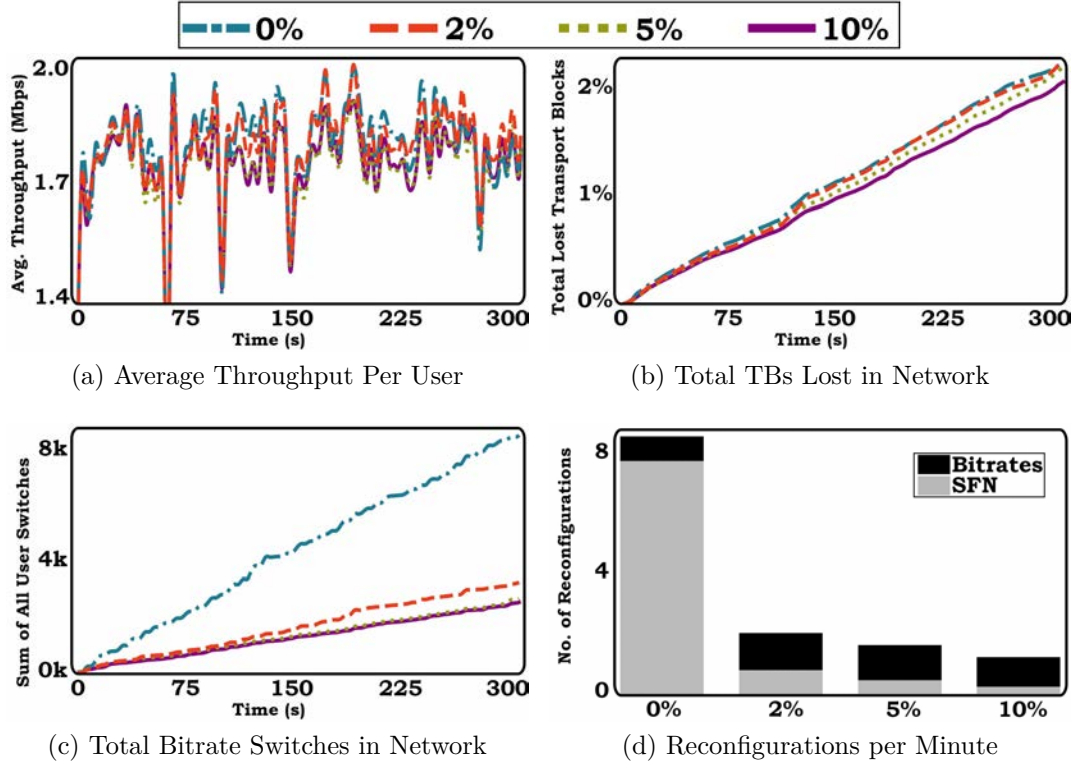 0% 2% 5% 10%
Avg. Throughput (Mbps)
2.0
1.7
1.4
0 75 150 225 300
Time (s)
(a) Average Throughput Per User
Total Lost Transport Blocks
2%
1%
0%
0 75 150 225 300
Time (s)
(b) Total TBs Lost in Network
Sum of All User Switches
8k
4k
0k
0 75 150 225 300
Time (s)
(c) Total Bitrate Switches in Network
No. of Reconfigurations
8
4
0
Bitrates
SFN
0% 2% 5% 10%
(d) Reconfigurations per Minute